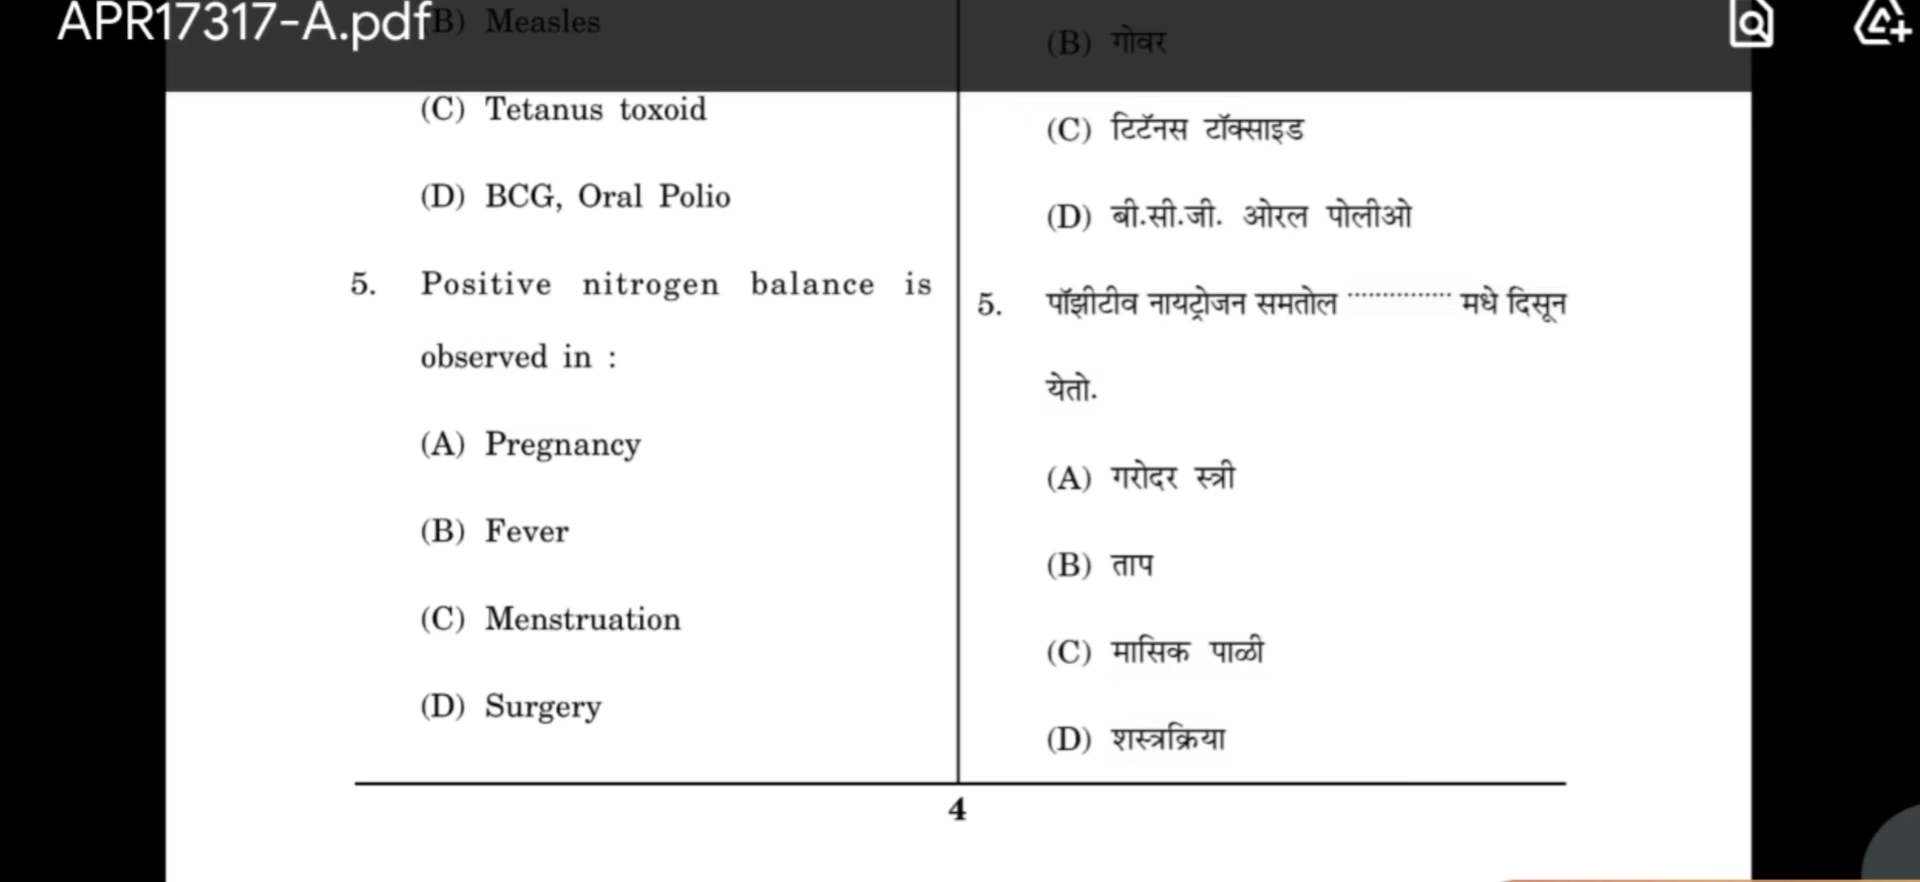 APR17317-A.pdf
(B) Measles
(C) Tetanus toxoid
(D) BCG, Oral Polio
5. Positive nitrogen balance is
observed in :
(A) Pregnancy
(B) Fever
(C) Menstruation
(D) Surgery
(B) गोवर
(C) टिटॅनस टॉक्साइड
(D) बी.सी.जी. ओरल पोलीओ
5. पॉझीटीव नायट्रोजन समतोल .............. मधे दिसून
येतो.
(A) गरोदर स्त्री
(B) ताप
(C) मासिक पाळी
(D) शस्त्रक्रिया
4